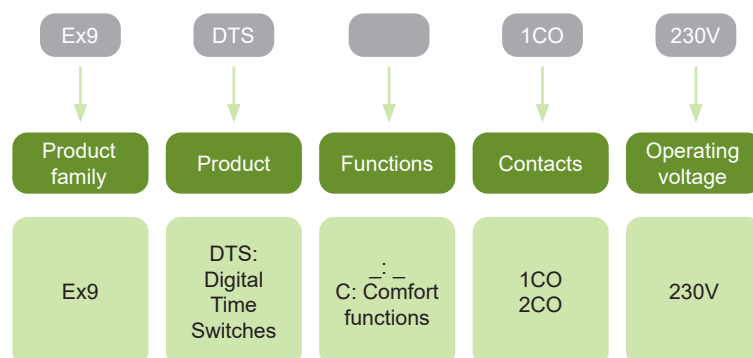 Ex9
DTS
1CO
230V
Product
family
Product
Functions
Contacts
Operating
voltage
Ex9
DTS:
Digital
Time
Switches
_: _
C: Comfort
functions
1CO
2CO
230V